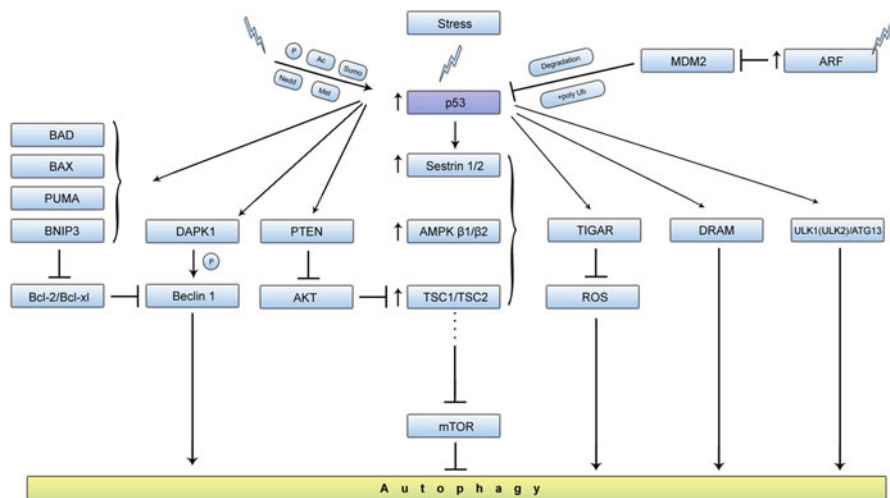 Stress
P
Ac
Sumo
Nedd
Met
Degradation
+poly Ub
MDM2
ARF
p53
BAD
BAX
PUMA
BNIP3
Sestrin 1/2
DAPK1
PTEN
AMPK β1/β2
TIGAR
DRAM
ULK1(ULK2)/ATG13
P
Bcl-2/Bcl-xl
Beclin 1
AKT
TSC1/TSC2
ROS
mTOR
Autophagy